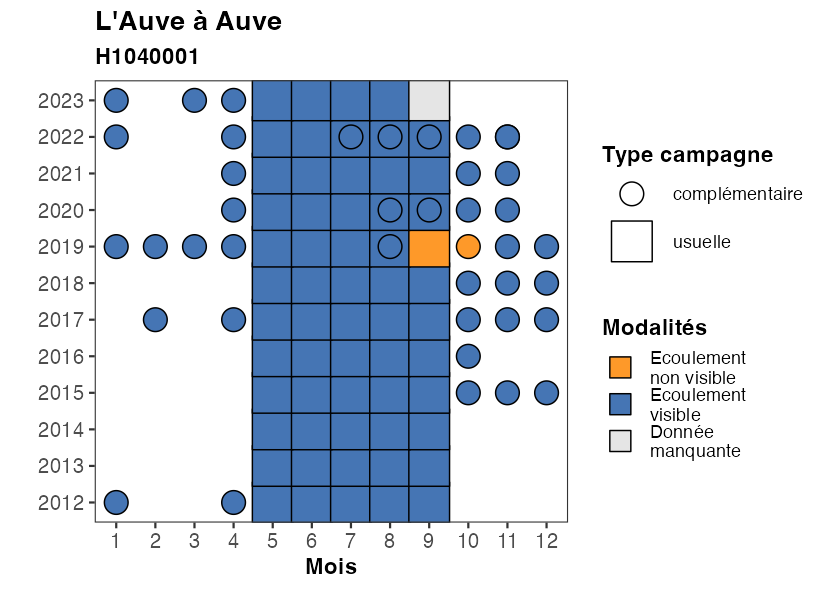 L'Auve à Auve
H1040001
2023
2022
2021
2020
2019
2018
2017
2016
2015
2014
2013
2012
1 2 3 4 5 6 7 8 9 10 11 12
Mois
Type campagne
complémentaire
usuelle
Modalités
Ecoulement
non visible
Ecoulement
visible
Donnée
manquante